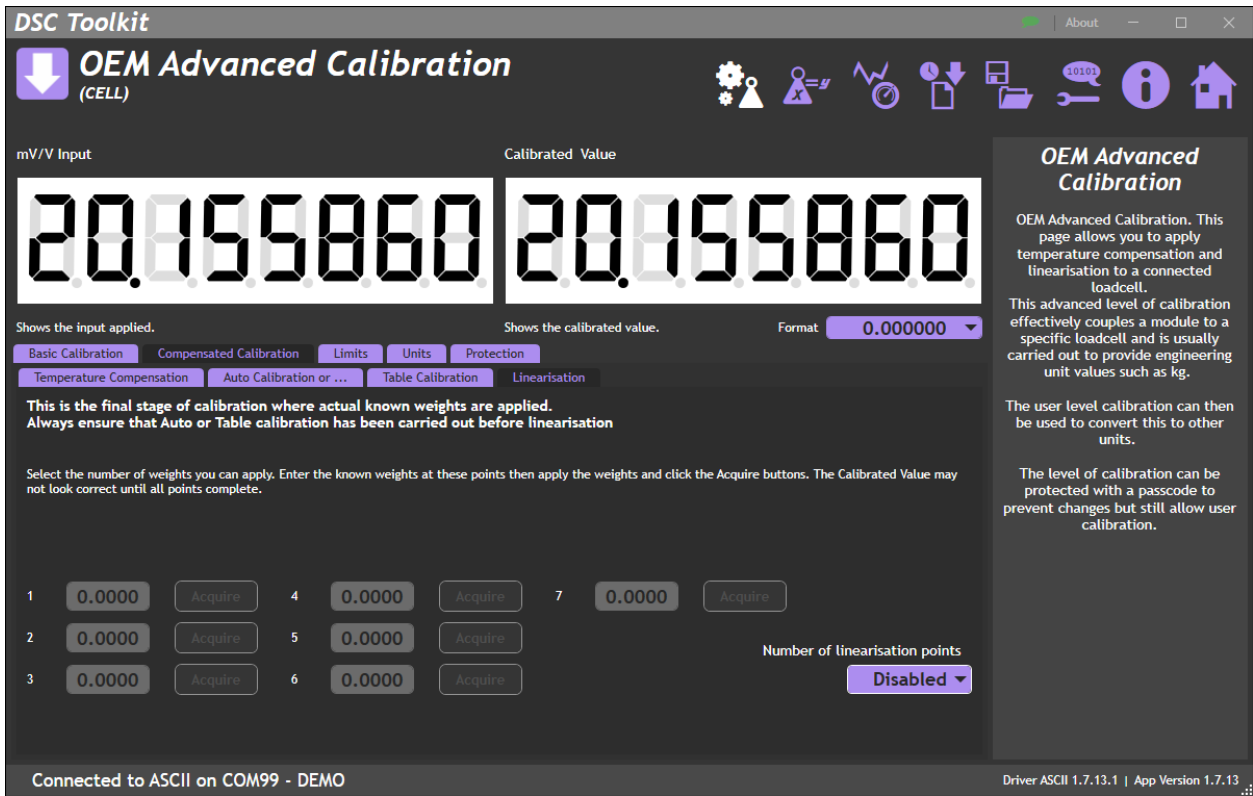 DSC Toolkit
About
OEM Advanced Calibration
(CELL)
x
=y
10101
mV/V Input
Calibrated Value
20.155860
20.155860
Shows the input applied.
Shows the calibrated value.
Format
0.000000
Basic Calibration
Compensated Calibration
Limits
Units
Protection
Temperature Compensation
Auto Calibration or ...
Table Calibration
Linearisation
This is the final stage of calibration where actual known weights are applied.
Always ensure that Auto or Table calibration has been carried out before linearisation
Select the number of weights you can apply. Enter the known weights at these points then apply the weights and click the Acquire buttons. The Calibrated Value may
not look correct until all points complete.
1 0.0000 Acquire 4 0.0000 Acquire 7 0.0000 Acquire
2 0.0000 Acquire 5 0.0000 Acquire
Number of linearisation points
3 0.0000 Acquire 6 0.0000 Acquire
Disabled
OEM Advanced
Calibration
OEM Advanced Calibration. This
page allows you to apply
temperature compensation and
linearisation to a connected
loadcell.
This advanced level of calibration
effectively couples a module to a
specific loadcell and is usually
carried out to provide engineering
unit values such as kg.
The user level calibration can then
be used to convert this to other
units.
The level of calibration can be
protected with a passcode to
prevent changes but still allow user
calibration.
Connected to ASCII on COM99 - DEMO
Driver ASCII 1.7.13.1 | App Version 1.7.13